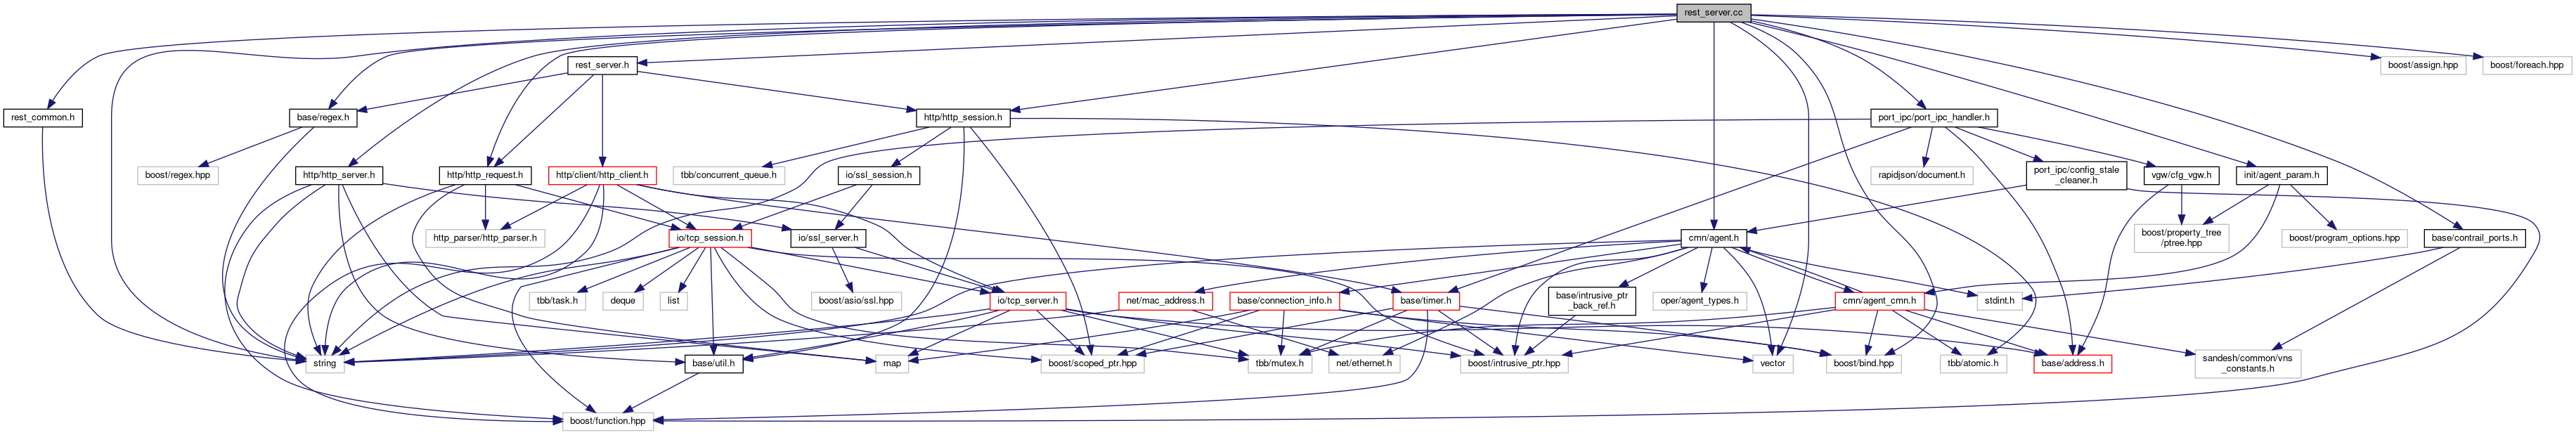 rest_server.cc
rest_server.h
boost/assign.hpp
boost/foreach.hpp
rest_common.h
base/regex.h
http/http_session.h
port_ipc/port_ipc_handler.h
boost/regex.hpp
http/http_server.h
http/http_request.h
http/client/http_client.h
tbb/concurrent_queue.h
io/ssl_session.h
rapidjson/document.h
port_ipc/config_stale
_cleaner.h
vgw/cfg_vgw.h
init/agent_param.h
http_parser/http_parser.h
io/tcp_session.h
io/ssl_server.h
cmn/agent.h
boost/property_tree
/ptree.hpp
boost/program_options.hpp
base/contrail_ports.h
tbb/task.h
deque
list
boost/asio/ssl.hpp
io/tcp_server.h
net/mac_address.h
base/connection_info.h
base/timer.h
base/intrusive_ptr
_back_ref.h
oper/agent_types.h
cmn/agent_cmn.h
stdint.h
string
base/util.h
map
boost/scoped_ptr.hpp
tbb/mutex.h
net/ethernet.h
boost/intrusive_ptr.hpp
vector
boost/bind.hpp
tbb/atomic.h
base/address.h
sandesh/common/vns
_constants.h
boost/function.hpp